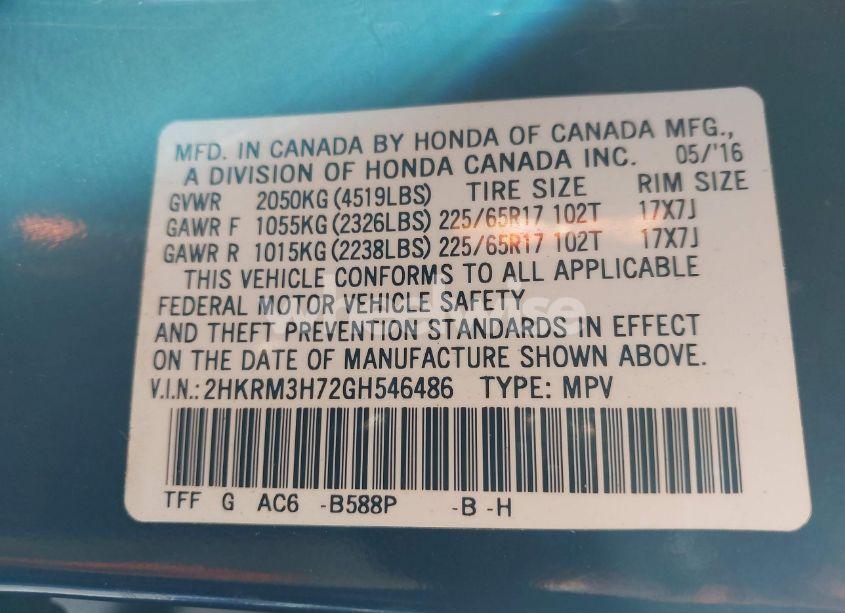 MFD. IN CANADA BY HONDA OF CANADA MFG.,
A DIVISION OF HONDA CANADA INC. 05/'16
GVWR 2050KG (4519LBS) TIRE SIZE RIM SIZE
GAWR F 1055KG (2326LBS) 225/65R17 102T 17X7J
GAWR R 1015KG (2238LBS) 225/65R17 102T 17X7J
THIS VEHICLE CONFORMS TO ALL APPLICABLE
FEDERAL MOTOR VEHICLE SAFETY
AND THEFT PREVENTION STANDARDS IN EFFECT
ON THE DATE OF MANUFACTURE SHOWN ABOVE.
V.I.N.: 2HKRM3H72GH546486 TYPE: MPV
TFF G AC6 -B588P -B -H